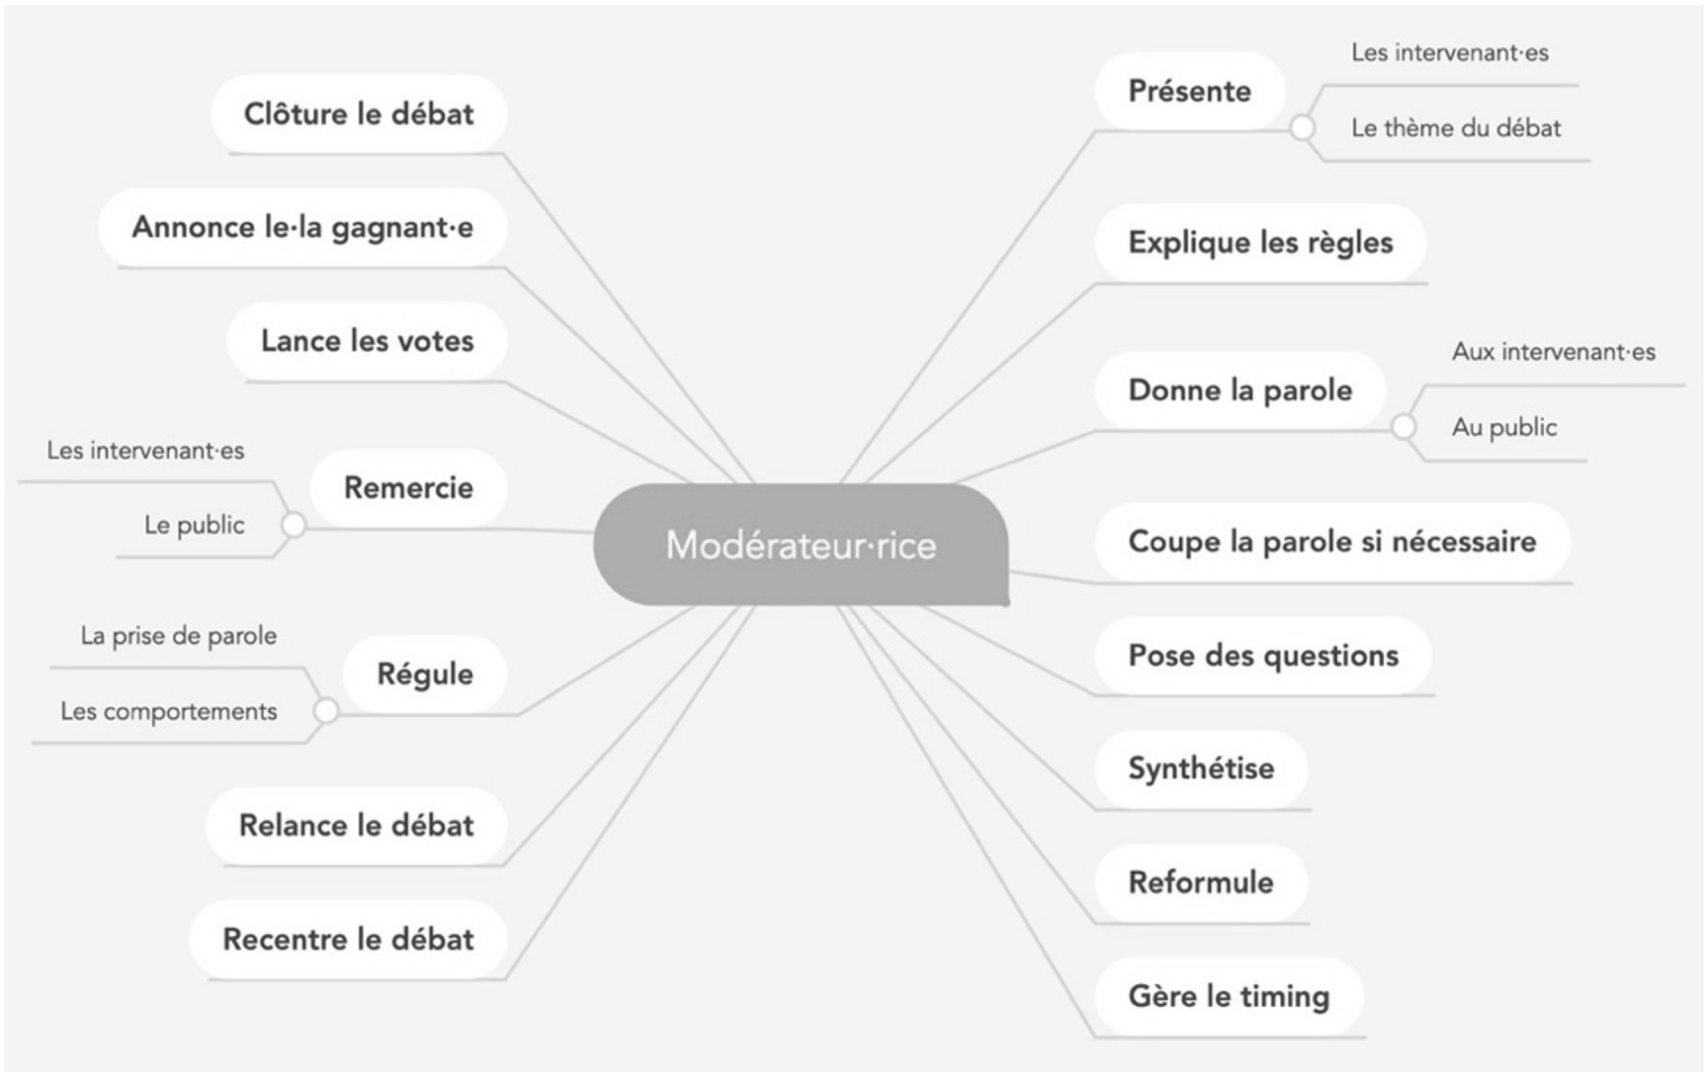 Modérateur·rice
Présente
Les intervenant·es
Le thème du débat
Explique les règles
Donne la parole
Aux intervenant·es
Au public
Coupe la parole si nécessaire
Pose des questions
Synthétise
Reformule
Gère le timing
Recentre le débat
Relance le débat
Régule
La prise de parole
Les comportements
Remercie
Les intervenant·es
Le public
Lance les votes
Annonce le·la gagnant·e
Clôture le débat